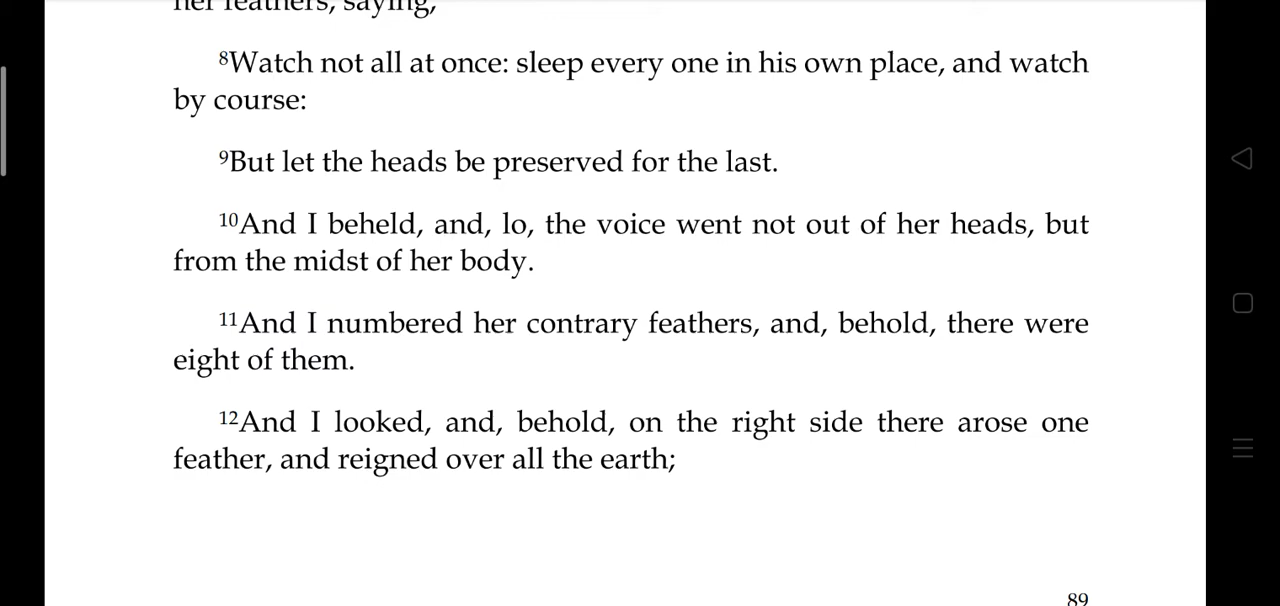 her feathers, saying,
⁸Watch not all at once: sleep every one in his own place, and watch
by course:
⁹But let the heads be preserved for the last.
¹⁰And I beheld, and, lo, the voice went not out of her heads, but
from the midst of her body.
¹¹And I numbered her contrary feathers, and, behold, there were
eight of them.
¹²And I looked, and, behold, on the right side there arose one
feather, and reigned over all the earth;
89